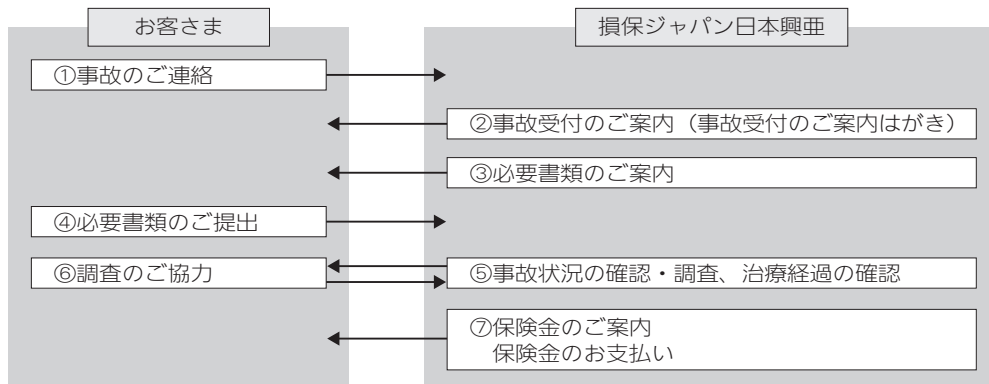 お客さま
損保ジャパン日本興亜
①事故のご連絡
②事故受付のご案内（事故受付のご案内はがき）
③必要書類のご案内
④必要書類のご提出
⑥調査のご協力
⑤事故状況の確認・調査、治療経過の確認
⑦保険金のご案内
保険金のお支払い